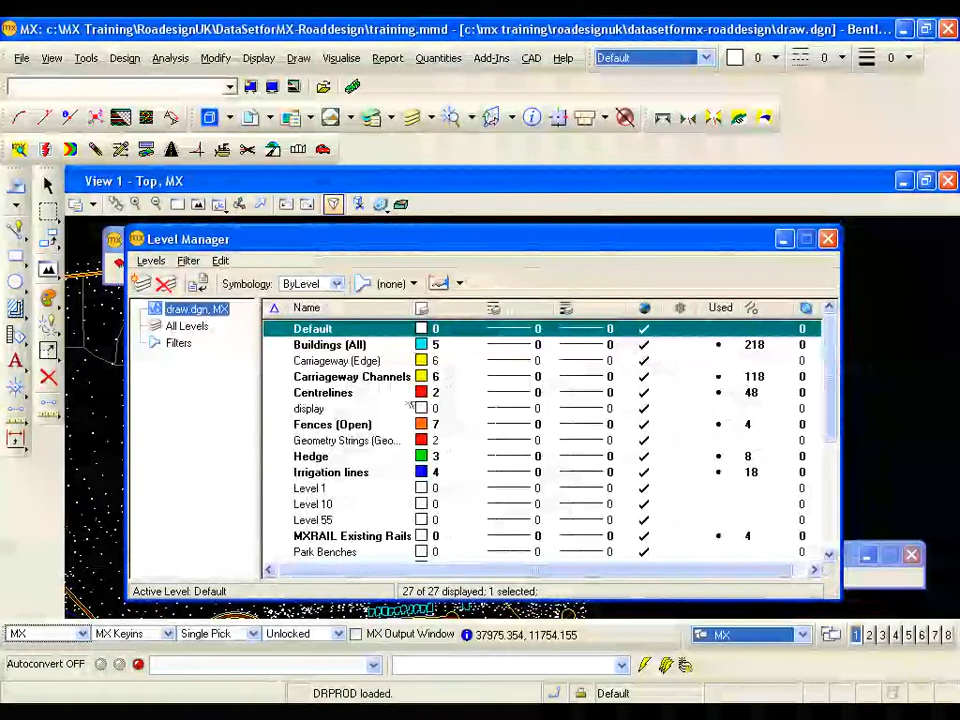 MX: c:\MX Training\RoadesignUK\DataSetforMX-Roaddesign\training.mmd - [c:\mx training\roadesignuk\datasetformx-roaddesign\draw.dgn] - Bentl...
File View Tools Design Analysis Modify Display Draw Visualise Report Quantities Add-Ins CAD Help Default 0 0 0
View 1 - Top, MX
Level Manager
Levels Filter Edit
Symbology: ByLevel (none)
draw.dgn, MX
All Levels
Filters
Name Used
Default 0 0 0 0
Buildings (All) 5 0 0 218 0
Carriageway (Edge) 6 0 0 0
Carriageway Channels 6 0 0 118 0
Centrelines 2 0 0 48 0
display 0 0 0 0
Fences (Open) 7 0 0 4 0
Geometry Strings (Geo... 2 0 0 0
Hedge 3 0 0 8 0
Irrigation lines 4 0 0 18 0
Level 1 0 0 0 0
Level 10 0 0 0 0
Level 55 0 0 0 0
MXRAIL Existing Rails 0 0 0 4 0
Park Benches 0 0 0 0
Active Level: Default 27 of 27 displayed; 1 selected;
MX MX Keyins Single Pick Unlocked MX Output Window 37975.354, 11754.155 MX 1 2 3 4 5 6 7 8
Autoconvert OFF
DRPROD loaded. Default